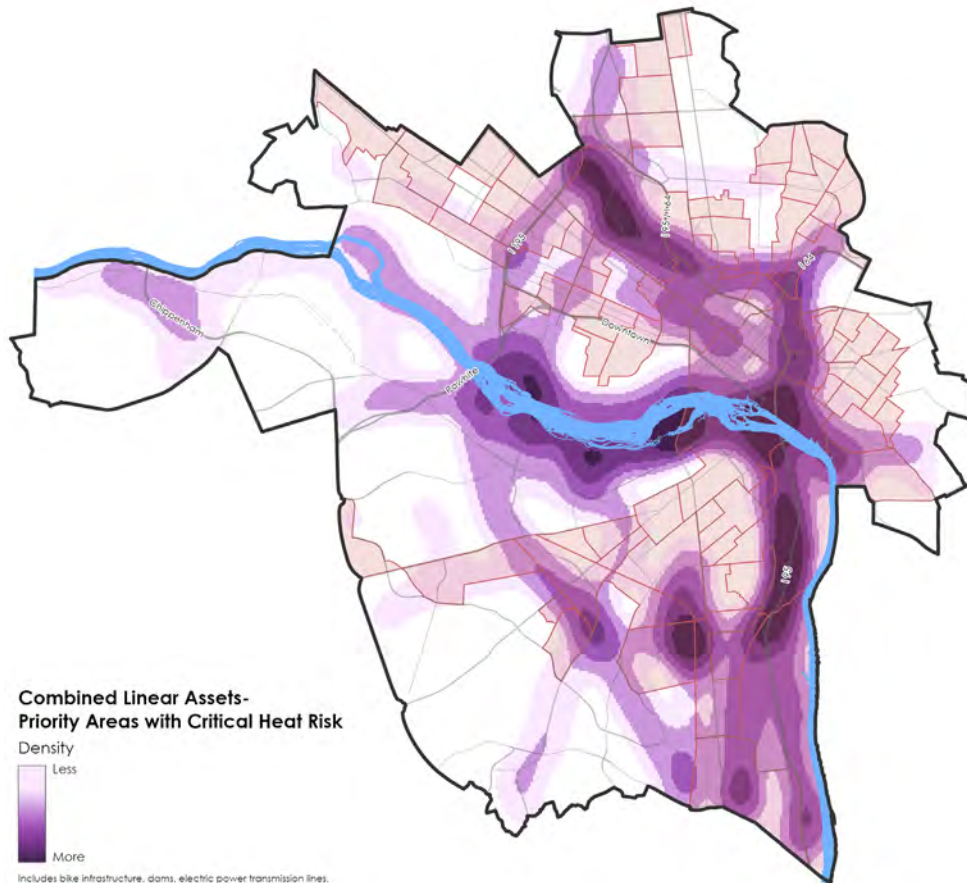 I 195
I 95 / I 64
I 64
Chippenham
Downtown
Powhite
I 95
Combined Linear Assets-
Priority Areas with Critical Heat Risk
Density
Less
More
Includes bike infrastructure, dams, electric power transmission lines.